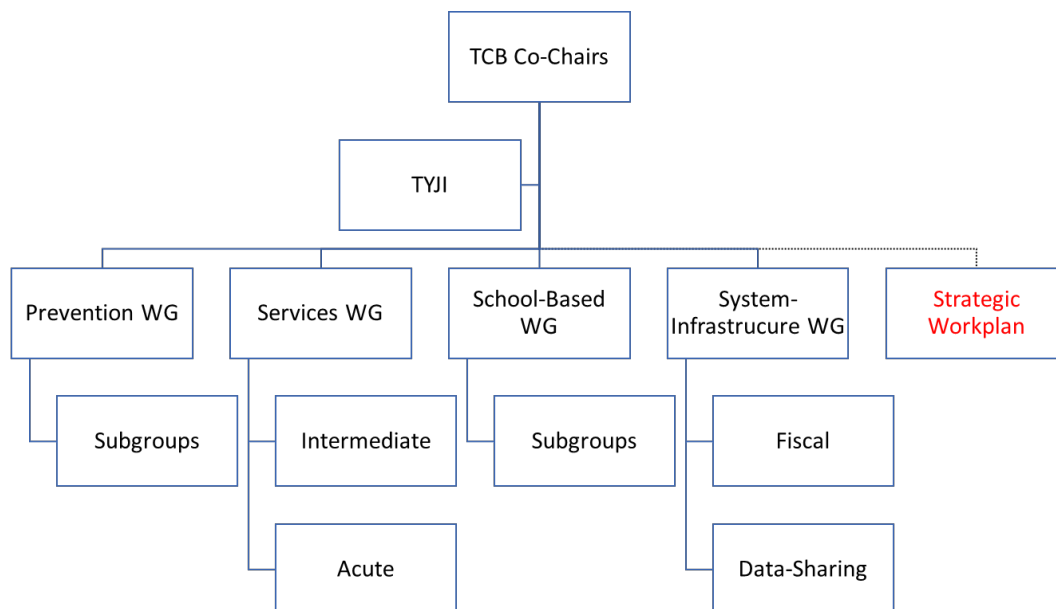 TCB Co-Chairs
TYJI
Prevention WG
Services WG
School-Based
WG
System-
Infrastrucure WG
Strategic
Workplan
Subgroups
Intermediate
Subgroups
Fiscal
Acute
Data-Sharing